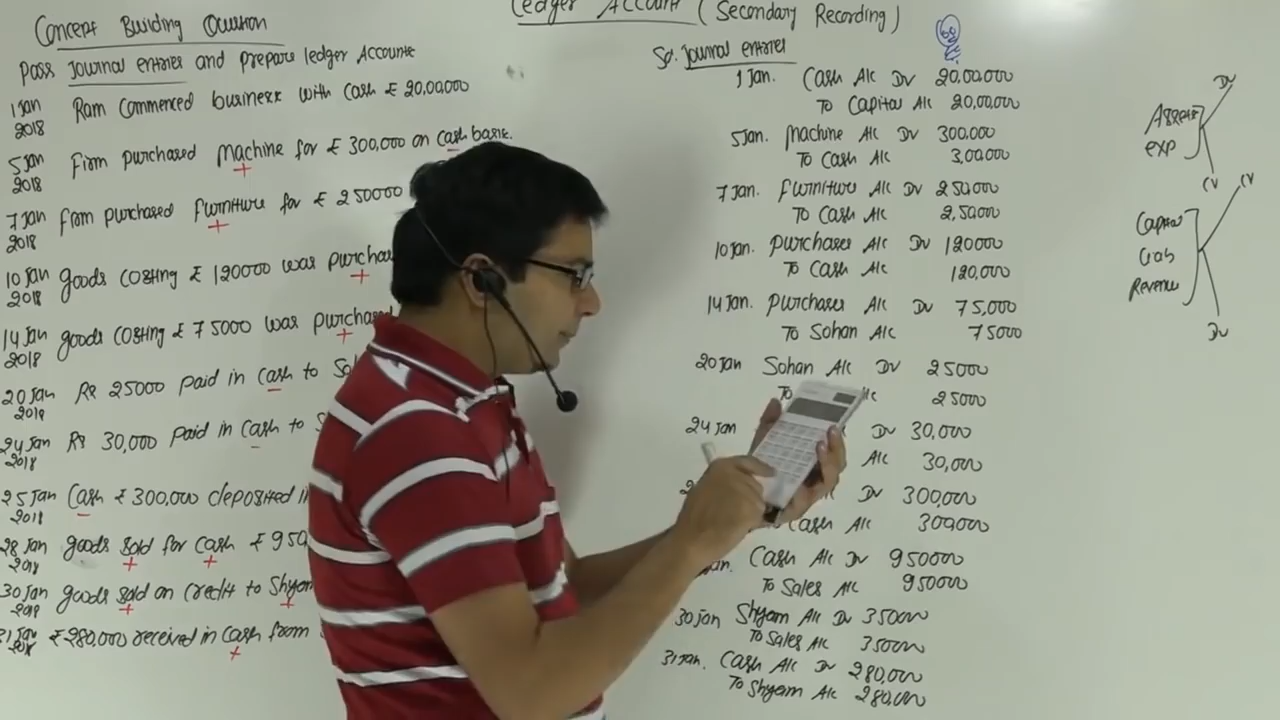 Ledger Account (Secondary Recording)
Concept Building Question
Pass Journal entries and prepare ledger Accounts
1 Jan 2018 Ram commenced business with cash ₹ 20,00,000
5 Jan 2018 Firm purchased machine for ₹ 300,000 on cash basis.
7 Jan 2018 from purchased furniture for ₹ 250000
10 Jan 2018 goods costing ₹ 120000 was
14 Jan 2018 goods costing ₹ 75000 was purchas
20 Jan 2018 Rs 25000 paid in cash to
24 Jan 2018 Rs 30,000 paid in cash to
25 Jan 2018 Cash ₹ 300,000 deposited
28 Jan 2018 goods sold for cash ₹ 950
30 Jan 2018 goods sold on credit to Shyam
31 Jan 2018 ₹ 280,000 received in cash from
Journal entries
1 Jan. Cash A/c Dr 20,00,000
To Capital A/c 20,00,000
5 Jan. Machine A/c Dr 300,000
To Cash A/c 3,00,000
7 Jan. furniture A/c Dr 250,000
To Cash A/c 2,50,000
10 Jan. purchases A/c Dr 120000
To Cash A/c 120,000
14 Jan. purchases A/c Dr 75,000
To Sohan A/c 75000
20 Jan Sohan A/c Dr 25000
To 25000
24 Jan Dr 30,000
A/c 30,000
Dr 300,000
Cash A/c 300,000
Cash A/c Dr 950000
To Sales A/c 950000
30 Jan Shyam A/c Dr 350000
To Sales A/c 350000
31 Jan. Cash A/c Dr 280,000
To Shyam A/c 280,000
Dr
Assets
exp
Cr
Cr
Capital
Revenue
Dr